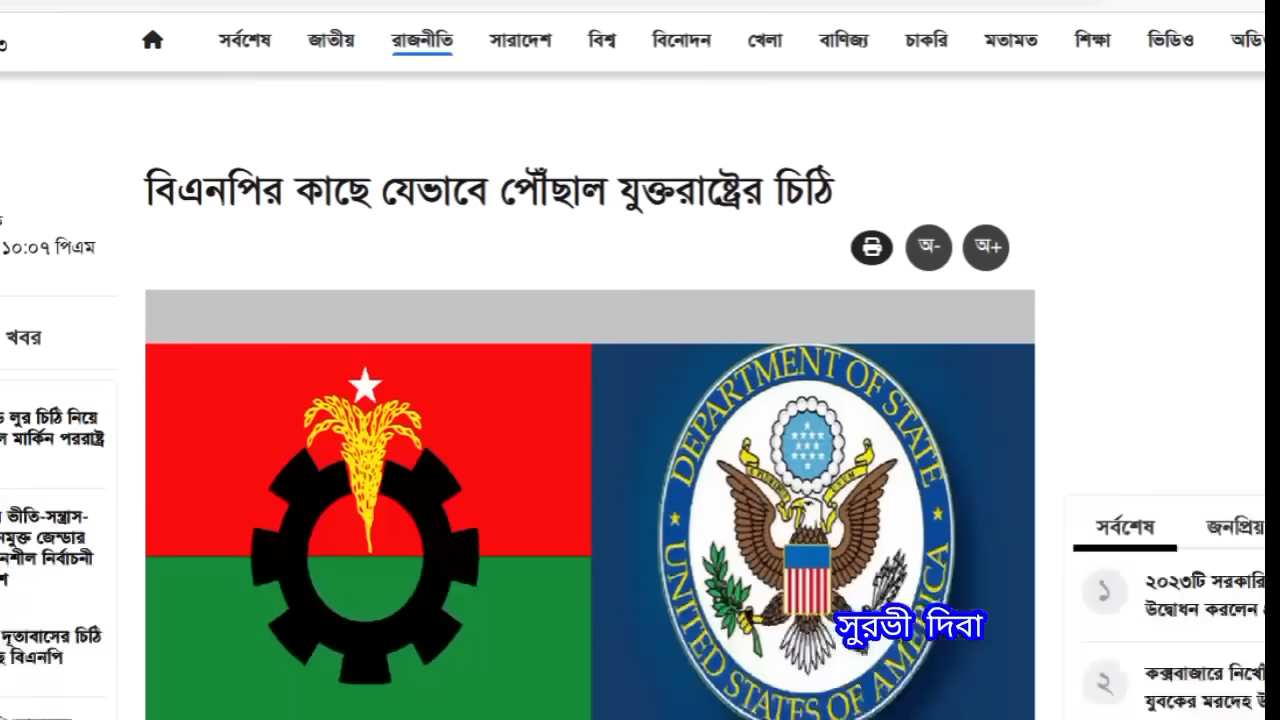 সর্বশেষ জাতীয় রাজনীতি সারাদেশ বিশ্ব বিনোদন খেলা বাণিজ্য চাকরি মতামত শিক্ষা ভিডিও
বিএনপির কাছে যেভাবে পৌঁছাল যুক্তরাষ্ট্রের চিঠি
১০:০৭ পিএম
অ- অ+
খবর
লুর চিঠি নিয়ে
মার্কিন পররাষ্ট্র
ভীতি-সন্ত্রাস-
জেন্ডার
নির্বাচনী
দূতাবাসের চিঠি
বিএনপি
DEPARTMENT OF STATE
UNITED STATES OF AMERICA
সুরভী দিবা
সর্বশেষ জনপ্রিয়
১ ২০২৩টি সরকারি
উদ্বোধন করলেন
২ কক্সবাজারে
যুবকের মরদেহ